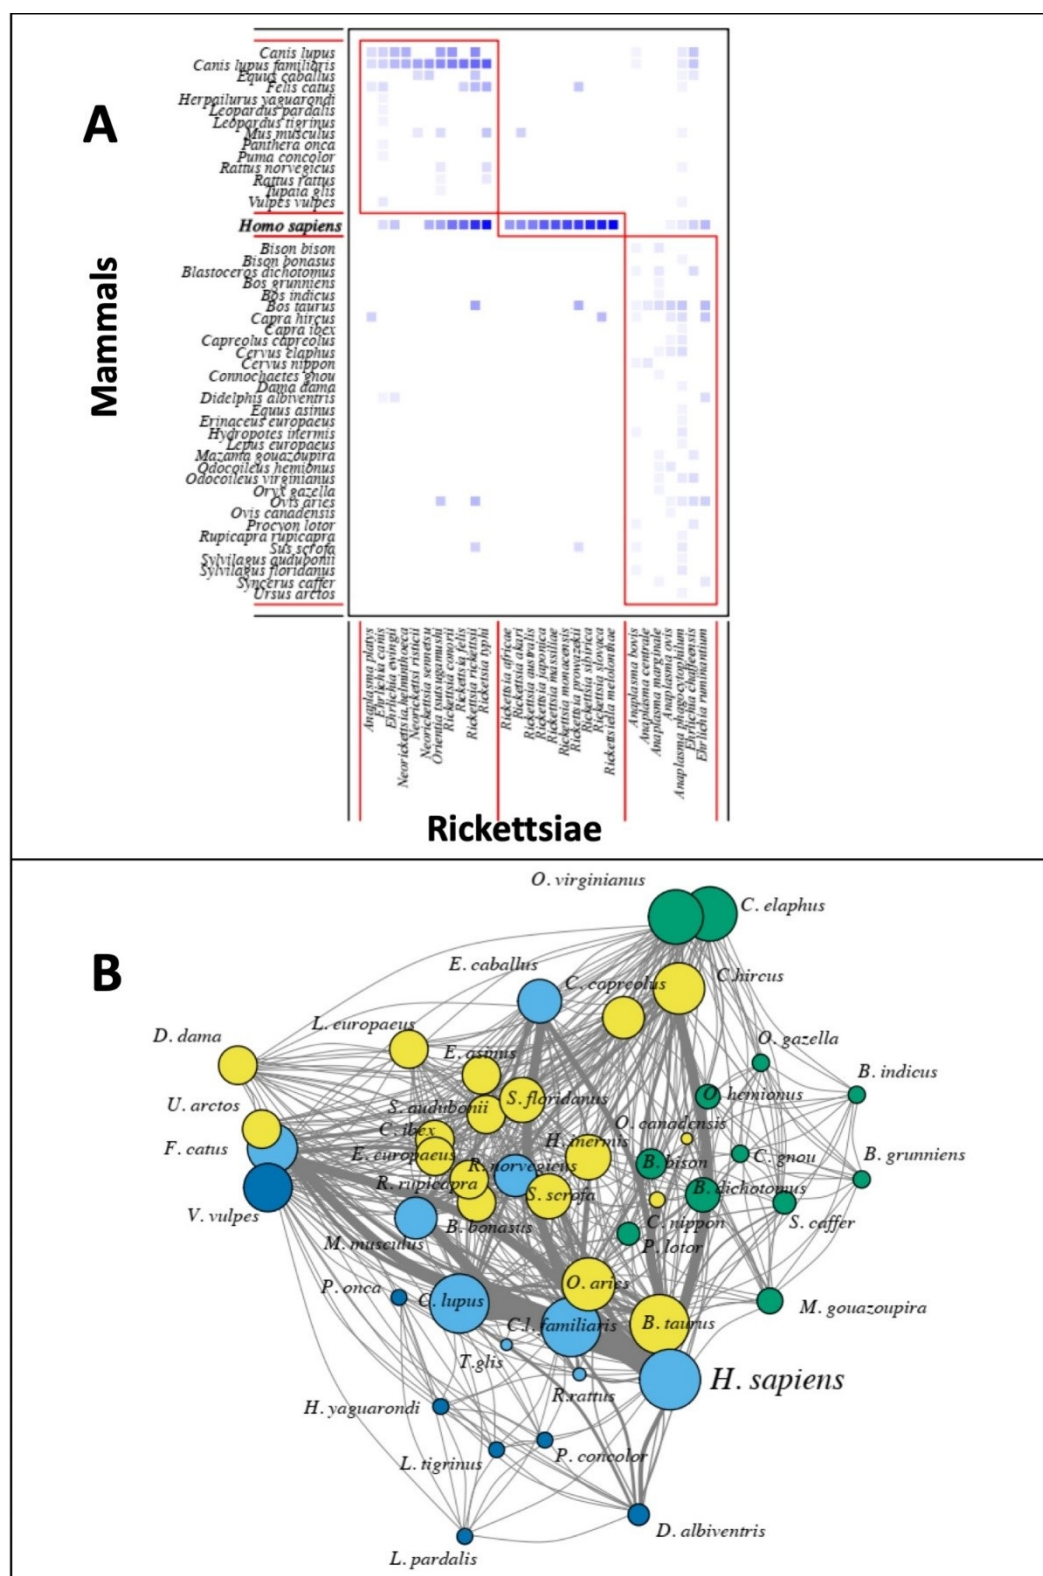 A
Mammals
Canis lupus
Canis lupus familiaris
Equus caballus
Felis catus
Herpailurus yaguarondi
Leopardus pardalis
Leopardus tigrinus
Mus musculus
Panthera onca
Puma concolor
Rattus norvegicus
Rattus rattus
Tupaia glis
Vulpes vulpes
Homo sapiens
Bison bison
Bison bonasus
Blastoceros dichotomus
Bos grunniens
Bos indicus
Bos taurus
Capra hircus
Capra ibex
Capreolus capreolus
Cervus elaphus
Cervus nippon
Connochaetes gnou
Dama dama
Didelphis albiventris
Equus asinus
Erinaceus europaeus
Hydropotes inermis
Lepus europaeus
Mazama gouazoupira
Odocoileus hemionus
Odocoileus virginianus
Oryx gazella
Ovis aries
Ovis canadensis
Procyon lotor
Rupicapra rupicapra
Sus scrofa
Sylvilagus audubonii
Sylvilagus floridanus
Syncerus caffer
Ursus arctos
Anaplasma platys
Ehrlichia canis
Ehrlichia ewingii
Neorickettsia helminthoeca
Neorickettsi risticii
Neorickettsia sennetsu
Orientia tsutsugamushi
Rickettsia conorii
Rickettsia felis
Rickettsia rickettsii
Ricketsia typhi
Rickettsia africae
Rickettsia akari
Rickettsia australis
Rickettsia japonica
Rickettsia massiliae
Rickettsia monacensis
Rickettsia prowazekii
Rickettsia sibirica
Rickettsia slovaca
Rickettsiella melolonthae
Anaplasma bovis
Anaplasma centrale
Anaplasma marginale
Anaplasma ovis
Anaplasma phagocytophilum
Ehrlichia chaffeensis
Ehrlichia ruminantium
Rickettsiae
B
O. virginianus
C. elaphus
E. caballus
C. capreolus
C.hircus
D. dama
L. europaeus
E. asinus
O. gazella
B. indicus
U. arctos
S. audubonii
S. floridanus
O. hemionus
O. canadensis
F. catus
C. ibex
E. europaeus
H. inermis
B. bison
C. gnou
B. grunniens
R. norvegicus
R. rupicapra
S. scrofa
B. dichotomus
V. vulpes
B. bonasus
C. nippon
S. caffer
M. musculus
P. lotor
P. onca
C. lupus
O. aries
C.l. familiaris
B. taurus
M. gouazoupira
T.glis
R.rattus
H. sapiens
H. yaguarondi
L. tigrinus
P. concolor
D. albiventris
L. pardalis